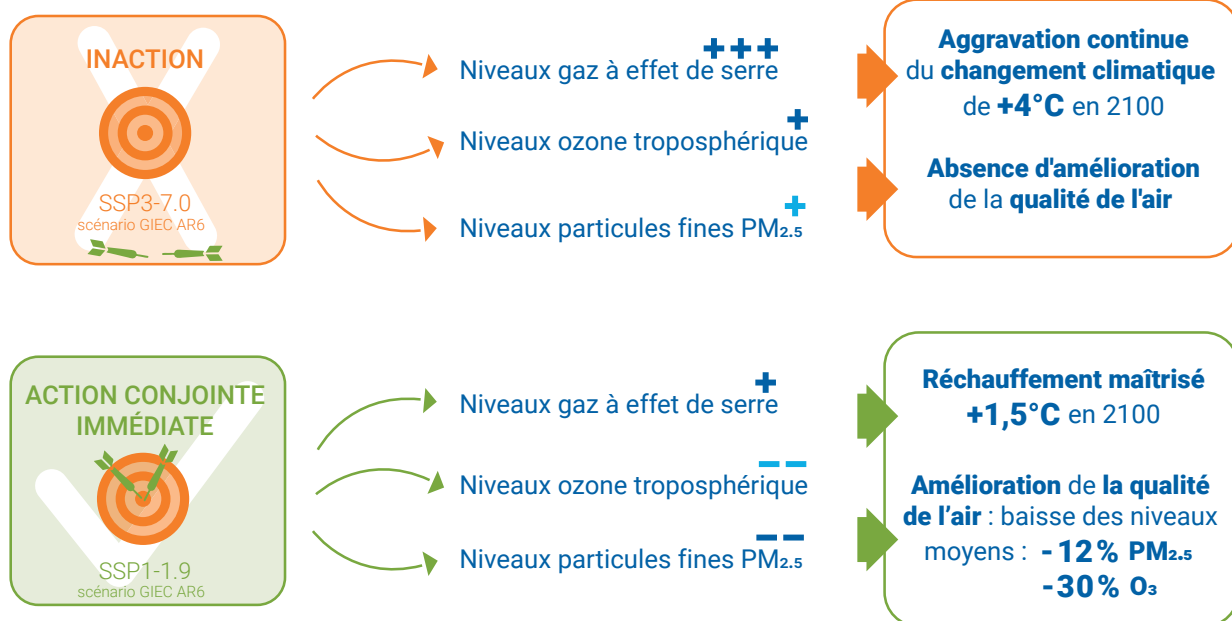 INACTION
SSP3-7.0
scénario GIEC AR6
+++
Niveaux gaz à effet de serre
+
Niveaux ozone troposphérique
+
Niveaux particules fines PM₂.₅
Aggravation continue
du changement climatique
de +4°C en 2100
Absence d'amélioration
de la qualité de l'air
ACTION CONJOINTE
IMMÉDIATE
SSP1-1.9
scénario GIEC AR6
+
Niveaux gaz à effet de serre
− −
Niveaux ozone troposphérique
− −
Niveaux particules fines PM₂.₅
Réchauffement maîtrisé
+1,5°C en 2100
Amélioration de la qualité
de l’air : baisse des niveaux
moyens : -12% PM₂.₅
-30% O₃